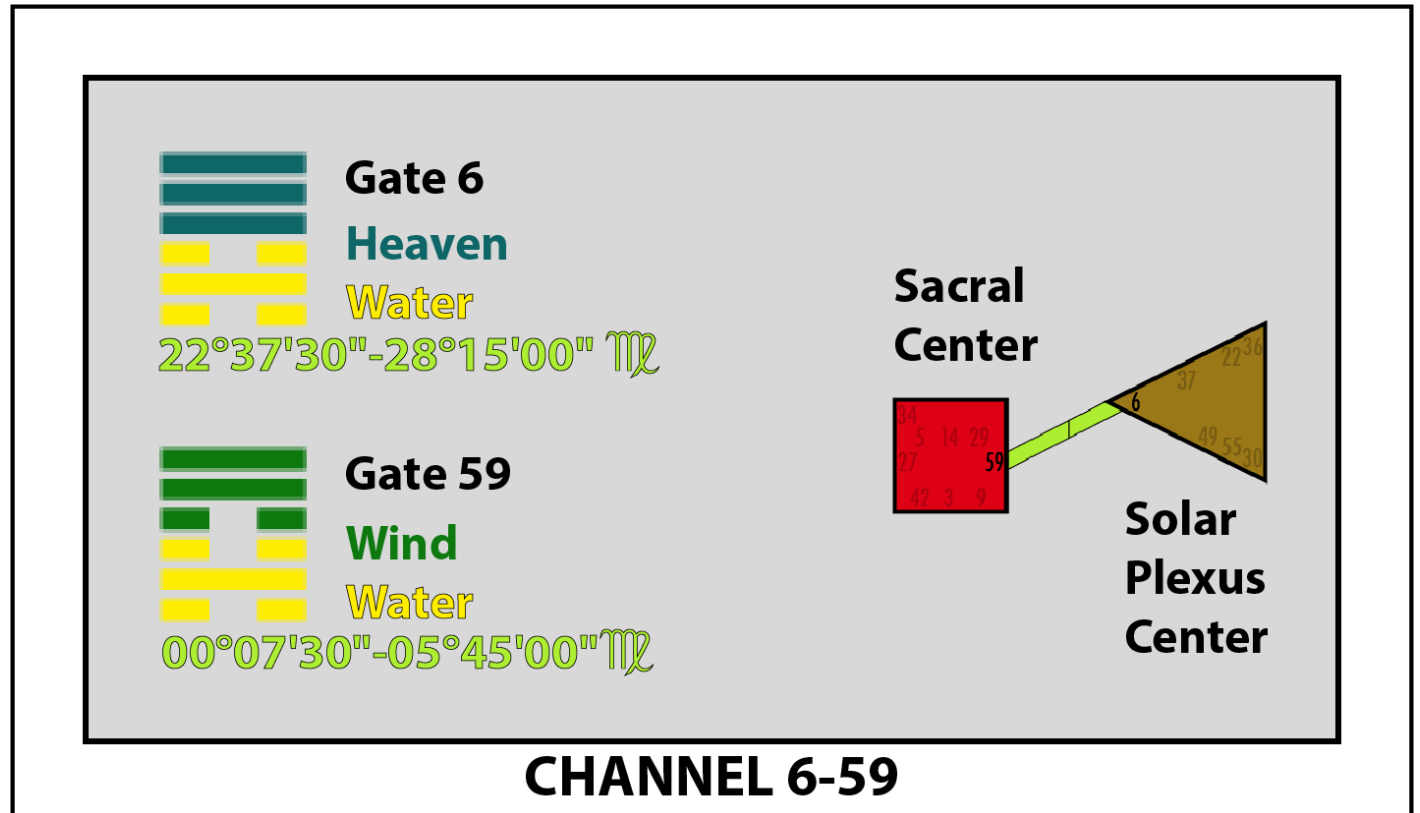 Gate 6
Heaven
Water
22°37'30"-28°15'00" ♍
Gate 59
Wind
Water
00°07'30"-05°45'00"♍
Sacral
Center
34
5 14 29
27 59
42 3 9
36
22
37
6
49
55
30
Solar
Plexus
Center
CHANNEL 6-59